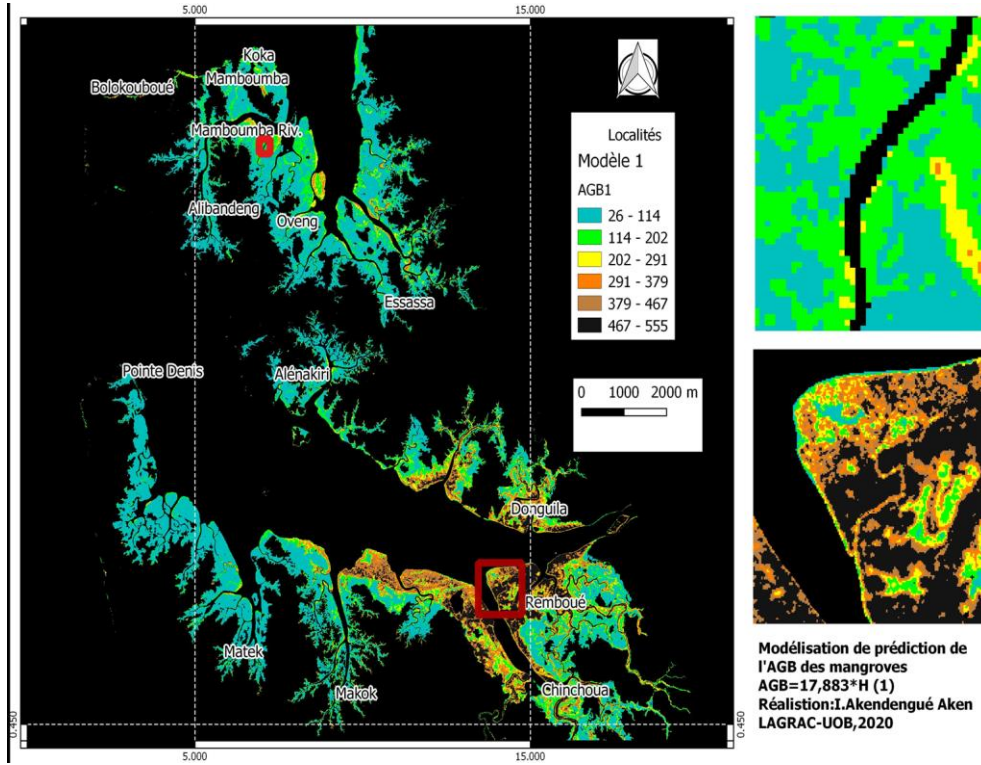 5.000
15.000
Koka
Mamboumba
Bolokouboué
Mamboumba Riv.
Alibandeng
Oveng
Essassa
Pointe Denis
Alénakiri
Donguila
Remboué
Matek
Makok
Chinchoua
Localités
Modèle 1
AGB1
26 - 114
114 - 202
202 - 291
291 - 379
379 - 467
467 - 555
0 1000 2000 m
0.450
0.450
5.000
15.000
Modélisation de prédiction de
l'AGB des mangroves
AGB=17,883*H (1)
Réalistion:I.Akendengué Aken
LAGRAC-UOB,2020